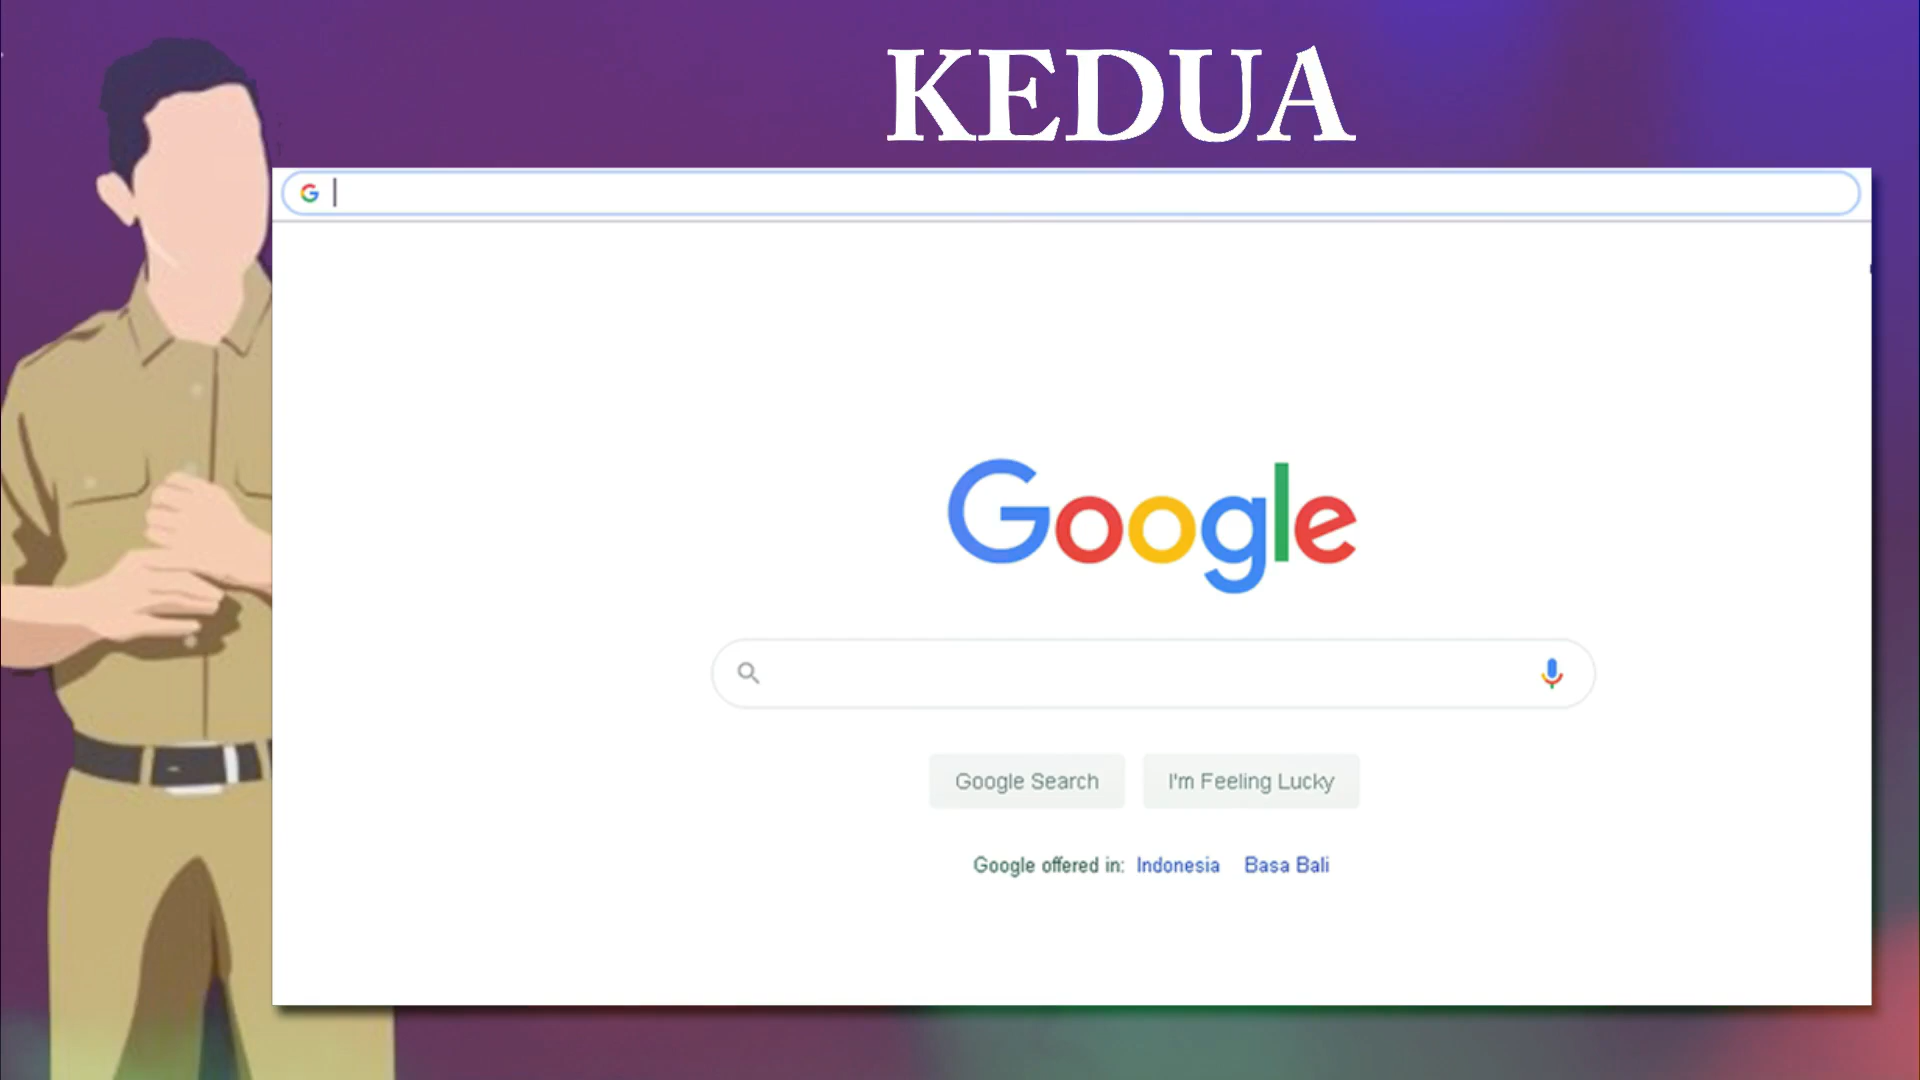 KEDUA
G
Google
Google Search I'm Feeling Lucky
Google offered in: Indonesia Basa Bali